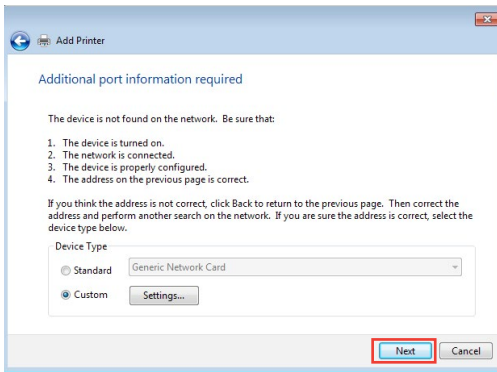 Add Printer
Additional port information required
The device is not found on the network. Be sure that:
1. The device is turned on.
2. The network is connected.
3. The device is properly configured.
4. The address on the previous page is correct.
If you think the address is not correct, click Back to return to the previous page. Then correct the
address and perform another search on the network. If you are sure the address is correct, select the
device type below.
Device Type
Standard Generic Network Card
Custom Settings...
Next Cancel